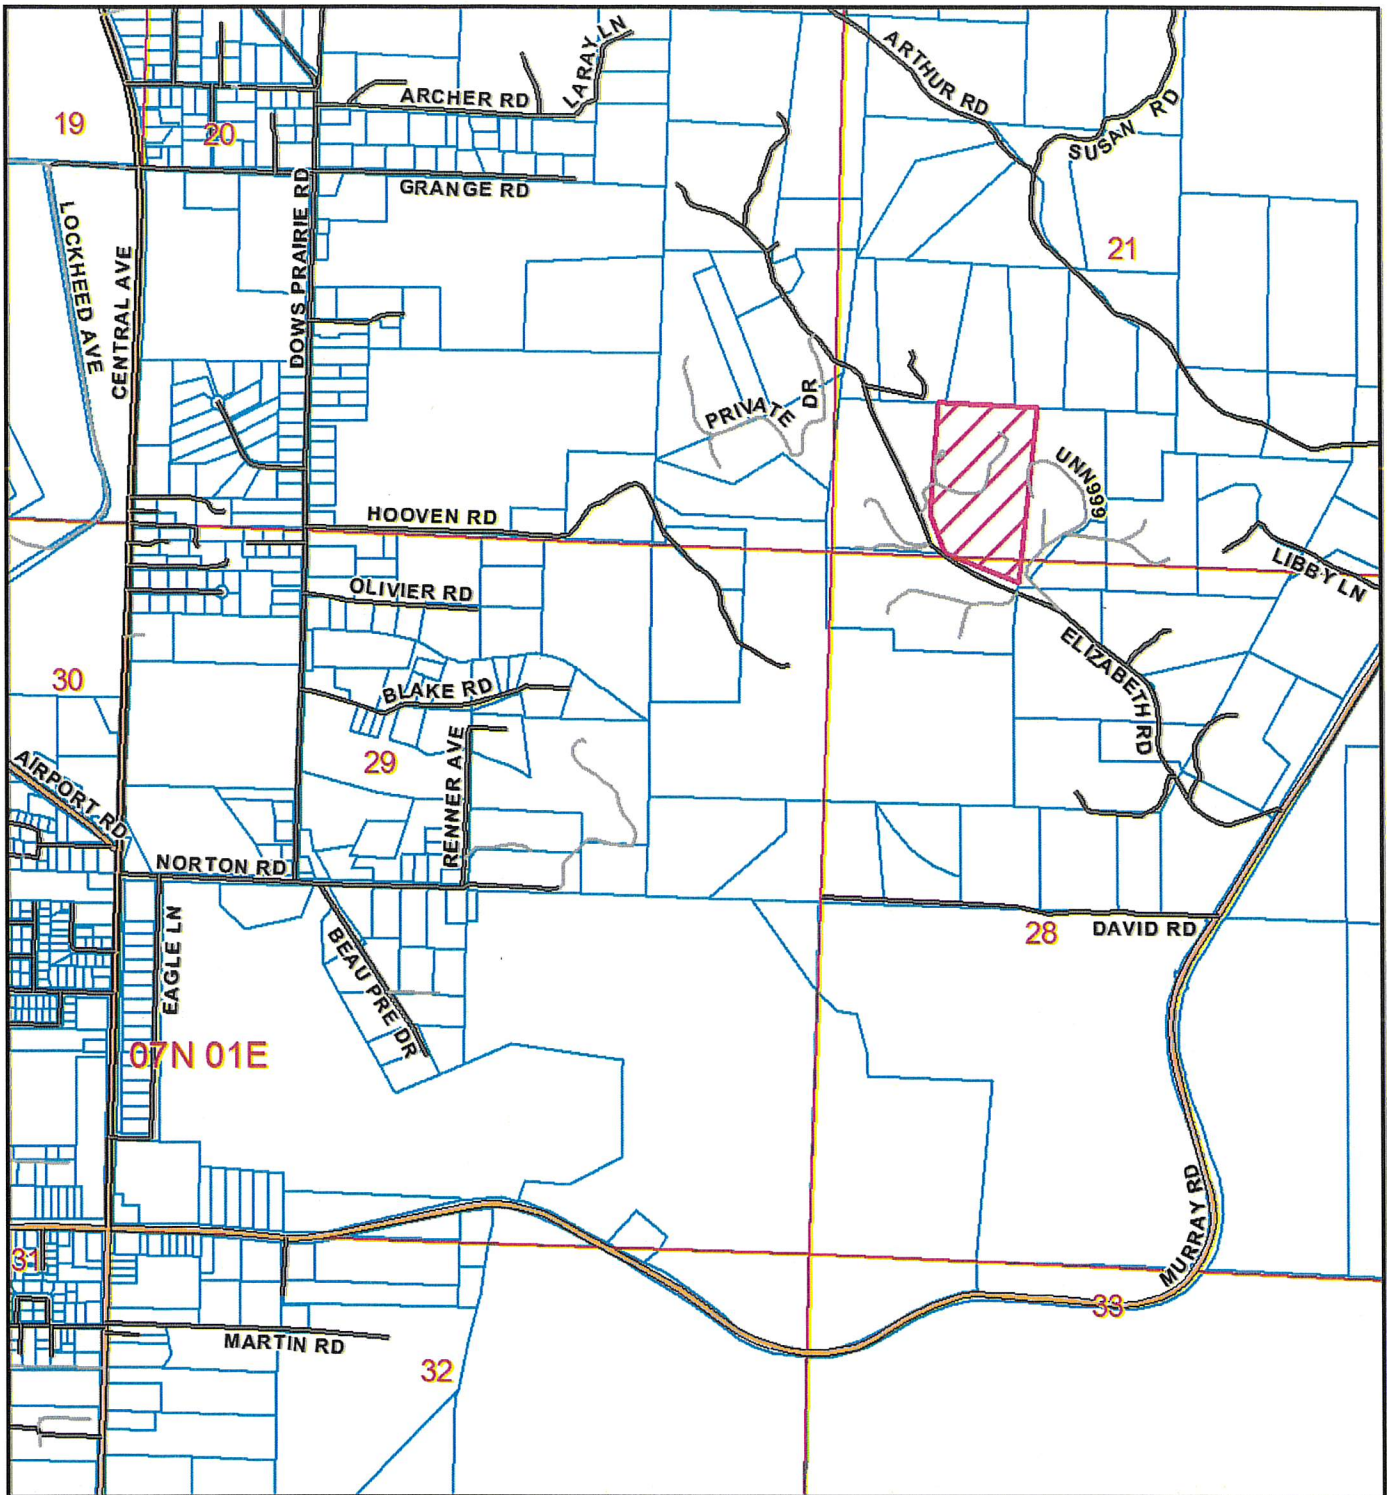 LARAY LN
ARTHUR RD
ARCHER RD
19
20
SUSAN RD
GRANGE RD
DOWS PRAIRIE RD
LOCKHEED AVE
CENTRAL AVE
21
PRIVATE DR
UNN999
HOOVEN RD
LIBBY LN
OLIVIER RD
ELIZABETH RD
30
BLAKE RD
29
RENNER AVE
AIRPORT RD
NORTON RD
EAGLE LN
BEAU PRE DR
28
DAVID RD
07N 01E
MURRAY RD
31
33
MARTIN RD
32